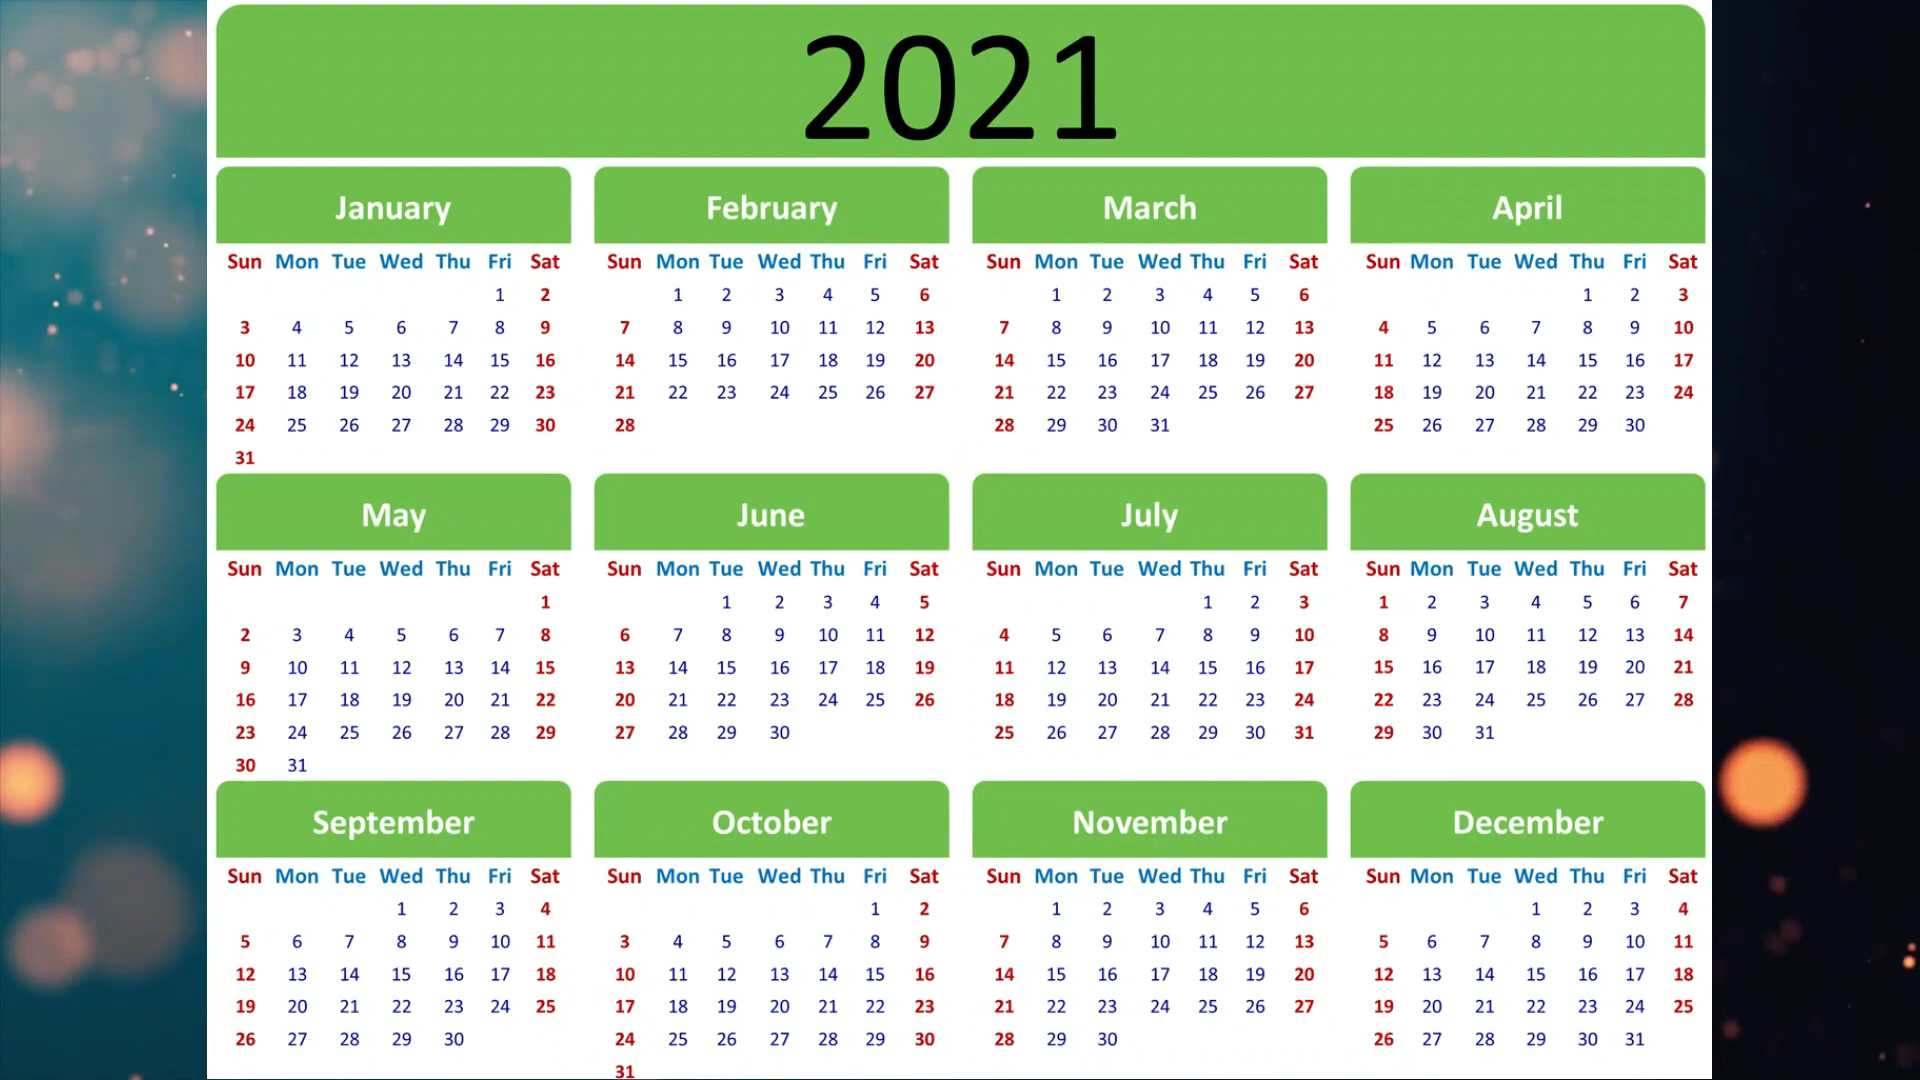 2021
January
Sun Mon Tue Wed Thu Fri Sat
1 2
3 4 5 6 7 8 9
10 11 12 13 14 15 16
17 18 19 20 21 22 23
24 25 26 27 28 29 30
31
February
Sun Mon Tue Wed Thu Fri Sat
1 2 3 4 5 6
7 8 9 10 11 12 13
14 15 16 17 18 19 20
21 22 23 24 25 26 27
28
March
Sun Mon Tue Wed Thu Fri Sat
1 2 3 4 5 6
7 8 9 10 11 12 13
14 15 16 17 18 19 20
21 22 23 24 25 26 27
28 29 30 31
April
Sun Mon Tue Wed Thu Fri Sat
1 2 3
4 5 6 7 8 9 10
11 12 13 14 15 16 17
18 19 20 21 22 23 24
25 26 27 28 29 30
May
Sun Mon Tue Wed Thu Fri Sat
1
2 3 4 5 6 7 8
9 10 11 12 13 14 15
16 17 18 19 20 21 22
23 24 25 26 27 28 29
30 31
June
Sun Mon Tue Wed Thu Fri Sat
1 2 3 4 5
6 7 8 9 10 11 12
13 14 15 16 17 18 19
20 21 22 23 24 25 26
27 28 29 30
July
Sun Mon Tue Wed Thu Fri Sat
1 2 3
4 5 6 7 8 9 10
11 12 13 14 15 16 17
18 19 20 21 22 23 24
25 26 27 28 29 30 31
August
Sun Mon Tue Wed Thu Fri Sat
1 2 3 4 5 6 7
8 9 10 11 12 13 14
15 16 17 18 19 20 21
22 23 24 25 26 27 28
29 30 31
September
Sun Mon Tue Wed Thu Fri Sat
1 2 3 4
5 6 7 8 9 10 11
12 13 14 15 16 17 18
19 20 21 22 23 24 25
26 27 28 29 30
October
Sun Mon Tue Wed Thu Fri Sat
1 2
3 4 5 6 7 8 9
10 11 12 13 14 15 16
17 18 19 20 21 22 23
24 25 26 27 28 29 30
31
November
Sun Mon Tue Wed Thu Fri Sat
1 2 3 4 5 6
7 8 9 10 11 12 13
14 15 16 17 18 19 20
21 22 23 24 25 26 27
28 29 30
December
Sun Mon Tue Wed Thu Fri Sat
1 2 3 4
5 6 7 8 9 10 11
12 13 14 15 16 17 18
19 20 21 22 23 24 25
26 27 28 29 30 31